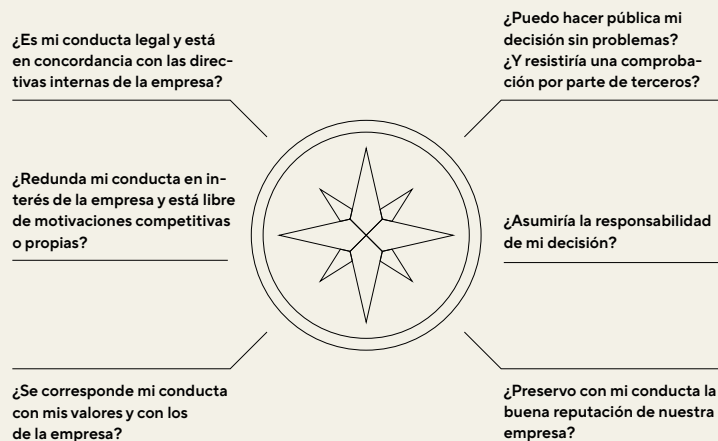 ¿Es mi conducta legal y está
en concordancia con las direc-
tivas internas de la empresa?
¿Redunda mi conducta en in-
terés de la empresa y está libre
de motivaciones competitivas
o propias?
¿Se corresponde mi conducta
con mis valores y con los
de la empresa?
¿Puedo hacer pública mi
decisión sin problemas?
¿Y resistiría una comproba-
ción por parte de terceros?
¿Asumiría la responsabilidad
de mi decisión?
¿Preservo con mi conducta la
buena reputación de nuestra
empresa?